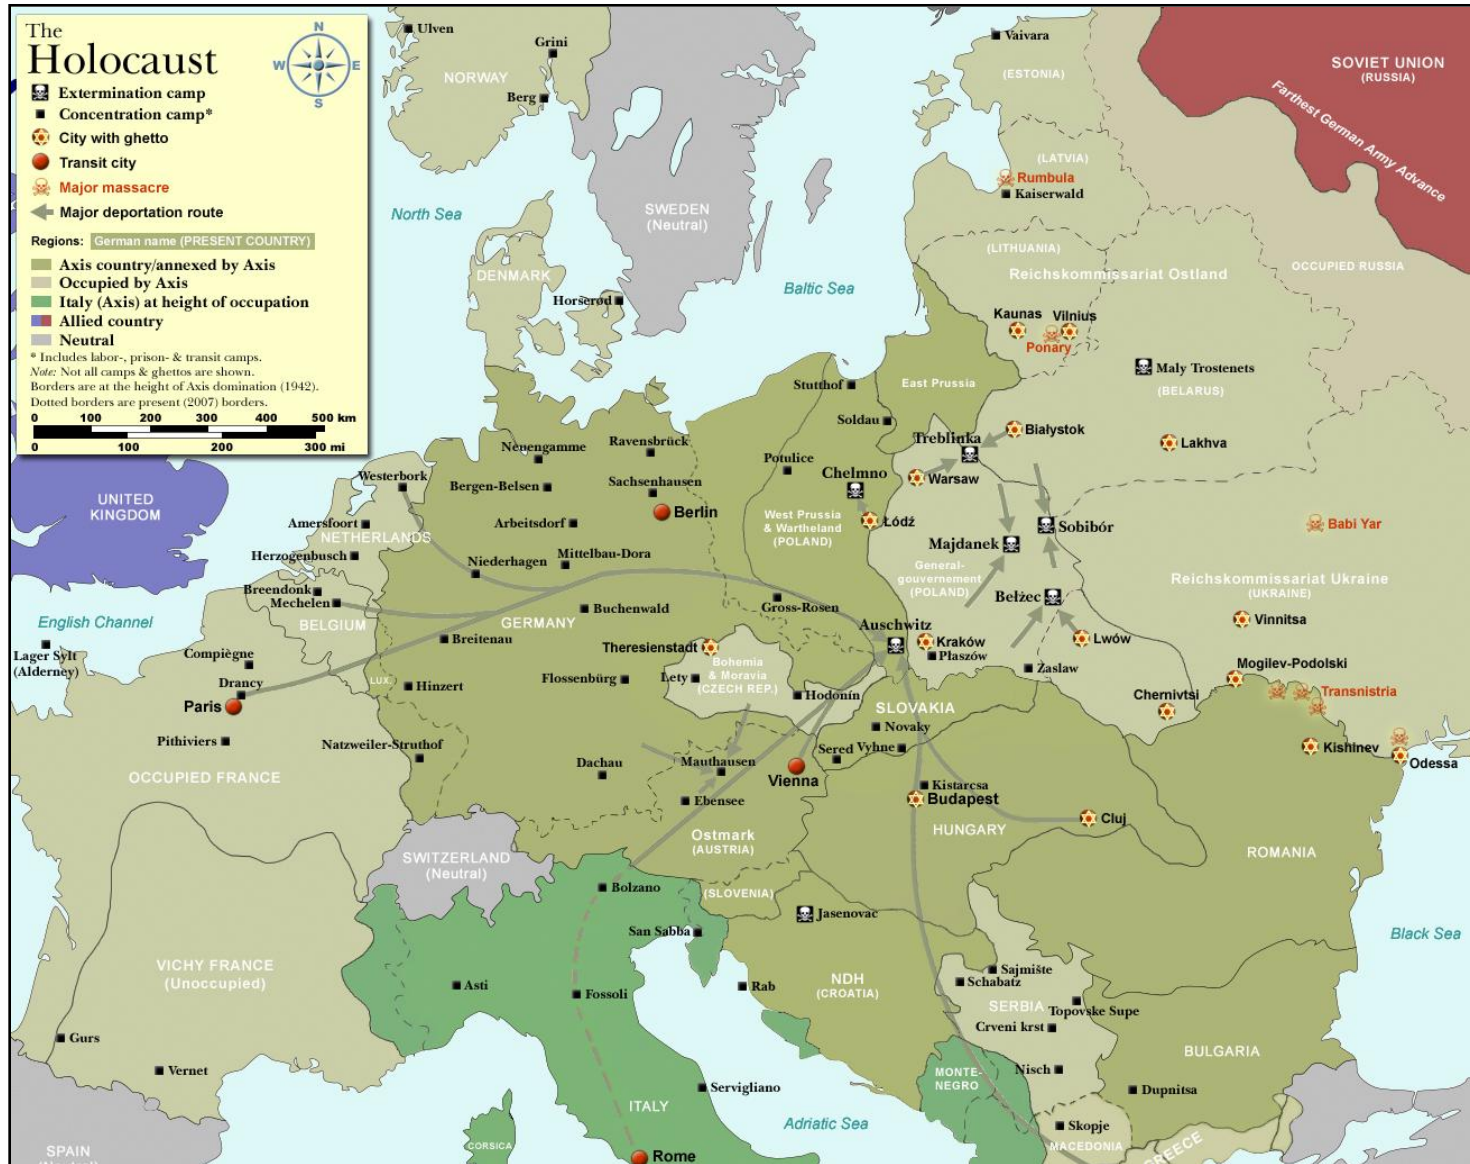 The
Holocaust
N
W E
S
Extermination camp
Concentration camp*
City with ghetto
Transit city
Major massacre
Major deportation route
Regions: German name (PRESENT COUNTRY)
Axis country/annexed by Axis
Occupied by Axis
Italy (Axis) at height of occupation
Allied country
Neutral
* Includes labor-, prison- & transit camps.
Note: Not all camps & ghettos are shown.
Borders are at the height of Axis domination (1942).
Dotted borders are present (2007) borders.
0 100 200 300 400 500 km
0 100 200 300 mi
Ulven
Grini
NORWAY
Berg
Vaivara
(ESTONIA)
SOVIET UNION
(RUSSIA)
Farthest German Army Advance
(LATVIA)
Rumbula
Kaiserwald
North Sea
SWEDEN
(Neutral)
(LITHUANIA)
Reichskommissariat Ostland
OCCUPIED RUSSIA
DENMARK
Horserød
Baltic Sea
Kaunas
Vilnius
Ponary
Maly Trostenets
(BELARUS)
Stutthof
East Prussia
Soldau
Treblinka
Białystok
Lakhva
Neuengamme
Ravensbrück
Potulice
Chełmno
Warsaw
Westerbork
Bergen-Belsen
Sachsenhausen
UNITED
KINGDOM
Berlin
West Prussia
& Wartheland
(POLAND)
Łódź
Sobibór
Babi Yar
Amersfoort
NETHERLANDS
Arbeitsdorf
Majdanek
Herzogenbusch
Niederhagen
Mittelbau-Dora
General-
gouvernement
(POLAND)
Reichskommissariat Ukraine
(UKRAINE)
Breendonk
Mechelen
Bełżec
Buchenwald
Gross-Rosen
English Channel
BELGIUM
GERMANY
Vinnitsa
Auschwitz
Lager Sylt
(Alderney)
Breitenau
Theresienstadt
Kraków
Płaszów
Lwów
Compiègne
Bohemia
& Moravia
(CZECH REP.)
Zaslaw
Mogilev-Podolski
Drancy
LUX.
Hinzert
Flossenbürg
Lety
Hodonín
Chernivtsi
Transnistria
Paris
SLOVAKIA
Novaky
Pithiviers
Natzweiler-Struthof
Sered
Vyhne
Kishinev
Odessa
Dachau
Mauthausen
Vienna
OCCUPIED FRANCE
Kistarcsa
Ebensee
Budapest
Cluj
Ostmark
(AUSTRIA)
HUNGARY
SWITZERLAND
(Neutral)
ROMANIA
Bolzano
(SLOVENIA)
Jasenovac
San Sabba
Black Sea
VICHY FRANCE
(Unoccupied)
Asti
Fossoli
Rab
NDH
(CROATIA)
Sajmište
Schabatz
SERBIA
Topovske Supe
Crveni krst
Gurs
Vernet
BULGARIA
MONTE-
NEGRO
Nisch
Servigliano
Dupnitsa
ITALY
Adriatic Sea
Skopje
CORSICA
MACEDONIA
GREECE
SPAIN
(Neutral)
Rome